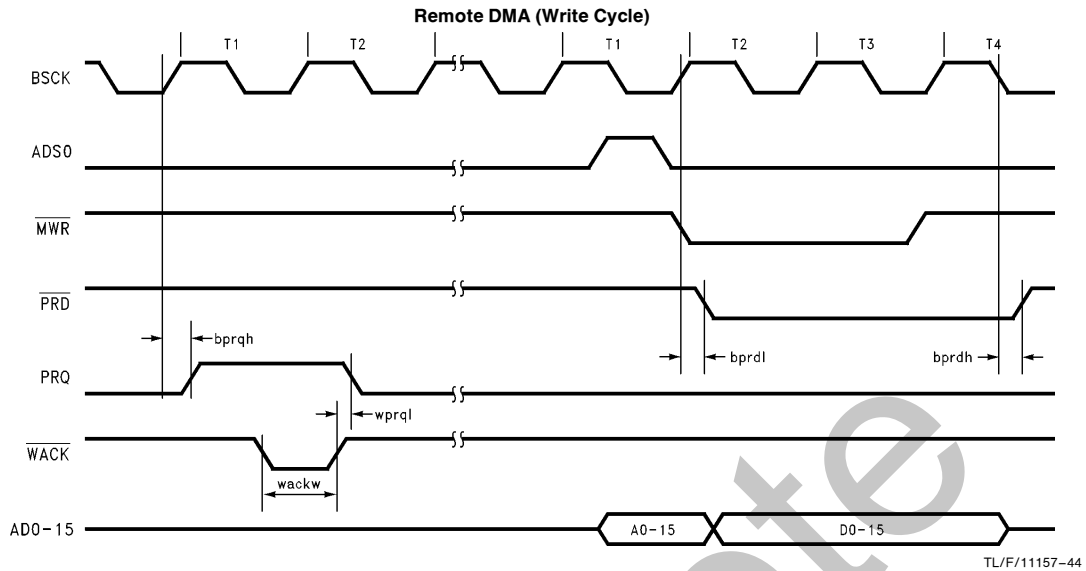 Remote DMA (Write Cycle)
T1 T2 T1 T2 T3 T4
BSCK
ADS0
MWR
PRD
bprqh bprdl bprdh
PRQ
wprql
WACK
wackw
AD0-15 A0-15 D0-15
TL/F/11157-44